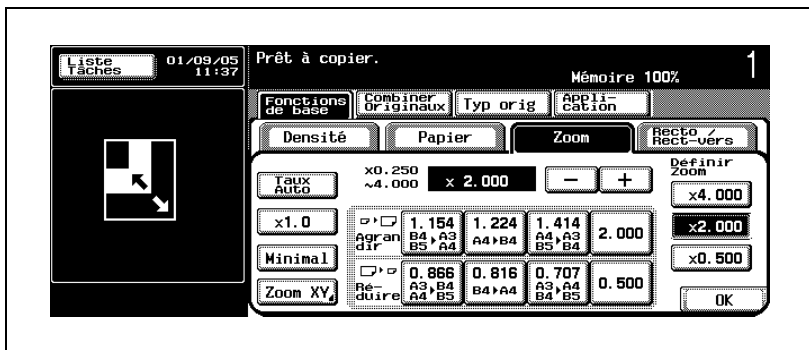 Liste
Tâches
01/09/05
11:37
Prêt à copier.
Mémoire 100%
1
Fonctions
de base
Combiner
Originaux
Typ orig
Appli-
cation
Densité
Papier
Zoom
Recto /
Rect-vers
Taux
Auto
x0.250
~4.000
x 2.000
−
+
Définir
Zoom
x4.000
x1.0
Agran
dir
1.154
B4▸A3
B5▸A4
1.224
A4▸B4
1.414
A4▸A3
B5▸B4
2.000
x2.000
Minimal
x0.500
Zoom XY
Ré-
duire
0.866
A3▸B4
A4▸B5
0.816
B4▸A4
0.707
A3▸A4
B4▸B5
0.500
OK